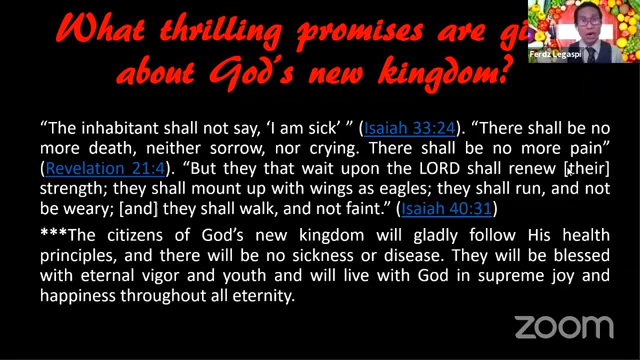 What thrilling promises are gi
Ferdz Legaspi
about God's new kingdom?
“The inhabitant shall not say, ‘I am sick’ ” (Isaiah 33:24). “There shall be no
more death, neither sorrow, nor crying. There shall be no more pain”
(Revelation 21:4). “But they that wait upon the LORD shall renew [their]
strength; they shall mount up with wings as eagles; they shall run, and not
be weary; [and] they shall walk, and not faint.” (Isaiah 40:31)
***The citizens of God’s new kingdom will gladly follow His health
principles, and there will be no sickness or disease. They will be blessed
with eternal vigor and youth and will live with God in supreme joy and
happiness throughout all eternity.
zoom